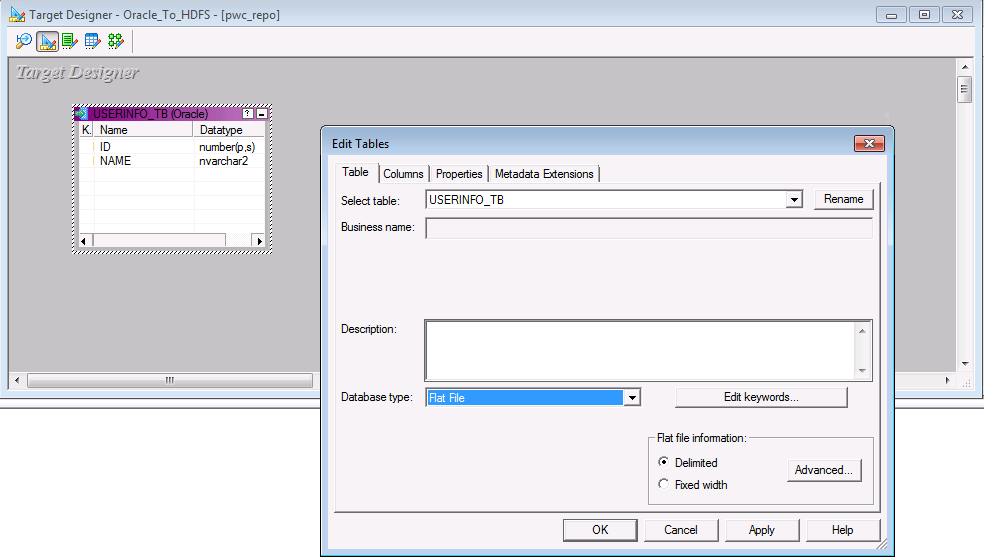 Target Designer - Oracle_To_HDFS - [pwc_repo]
Target Designer
USERINFO_TB (Oracle)
K. Name Datatype
ID number(p,s)
NAME nvarchar2
Edit Tables
Table Columns Properties Metadata Extensions
Select table: USERINFO_TB Rename
Business name:
Description:
Database type: Flat File Edit keywords...
Flat file information:
Delimited Advanced...
Fixed width
OK Cancel Apply Help